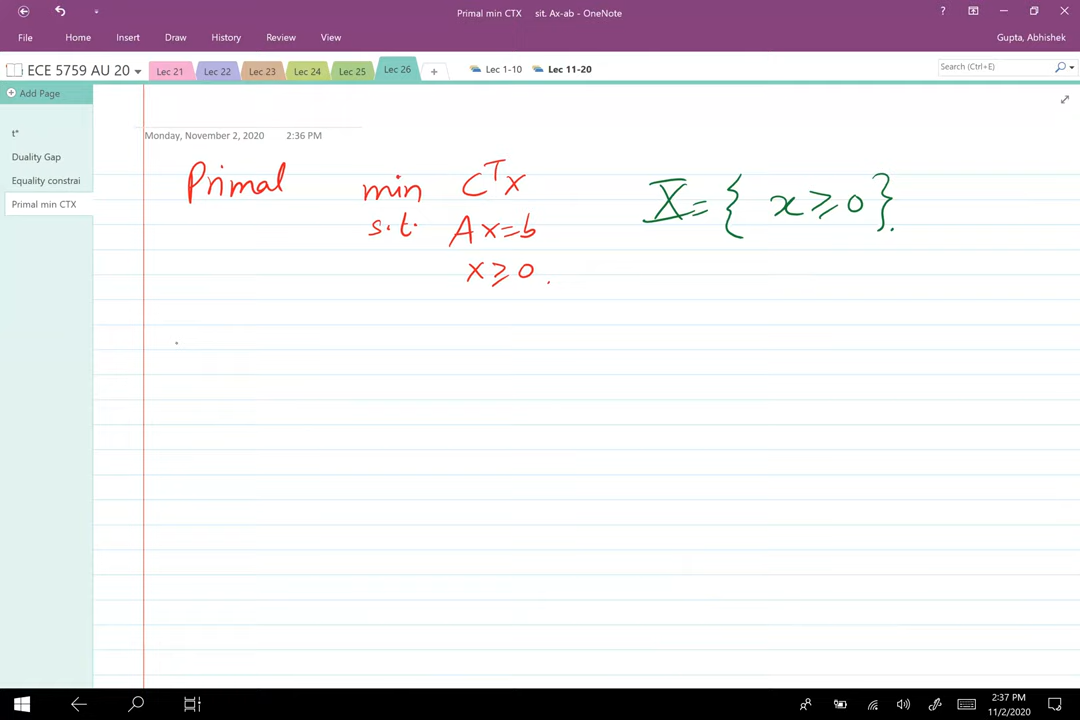 Primal min CTX sit. Ax-ab - OneNote
File Home Insert Draw History Review View
Gupta, Abhishek
ECE 5759 AU 20
Lec 21 Lec 22 Lec 23 Lec 24 Lec 25 Lec 26
Lec 1-10 Lec 11-20
Search (Ctrl+E)
Add Page
t*
Duality Gap
Equality constrai
Primal min CTX
Monday, November 2, 2020 2:36 PM
Primal min Cᵀx
s.t. Ax=b
x≥0.
X={ x≥0}.
2:37 PM
11/2/2020